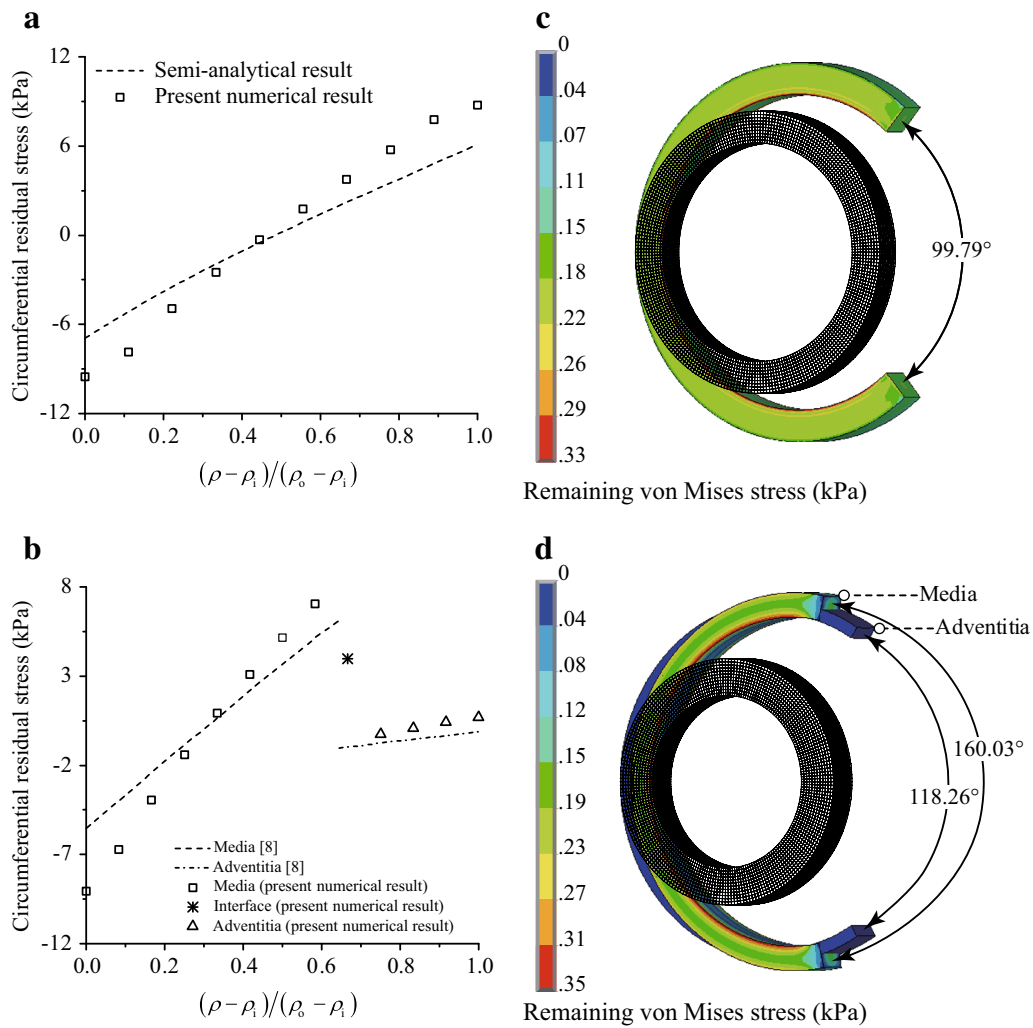 a
Circumferential residual stress (kPa)
12
6
0
-6
-12
Semi-analytical result
Present numerical result
0.0 0.2 0.4 0.6 0.8 1.0
(ρ − ρᵢ)/(ρₒ − ρᵢ)
c
0
.04
.07
.11
.15
.18
.22
.26
.29
.33
99.79°
Remaining von Mises stress (kPa)
b
Circumferential residual stress (kPa)
8
3
-2
-7
-12
Media [8]
Adventitia [8]
Media (present numerical result)
Interface (present numerical result)
Adventitia (present numerical result)
0.0 0.2 0.4 0.6 0.8 1.0
(ρ − ρᵢ)/(ρₒ − ρᵢ)
d
0
.04
.08
.12
.15
.19
.23
.27
.31
.35
Media
Adventitia
160.03°
118.26°
Remaining von Mises stress (kPa)